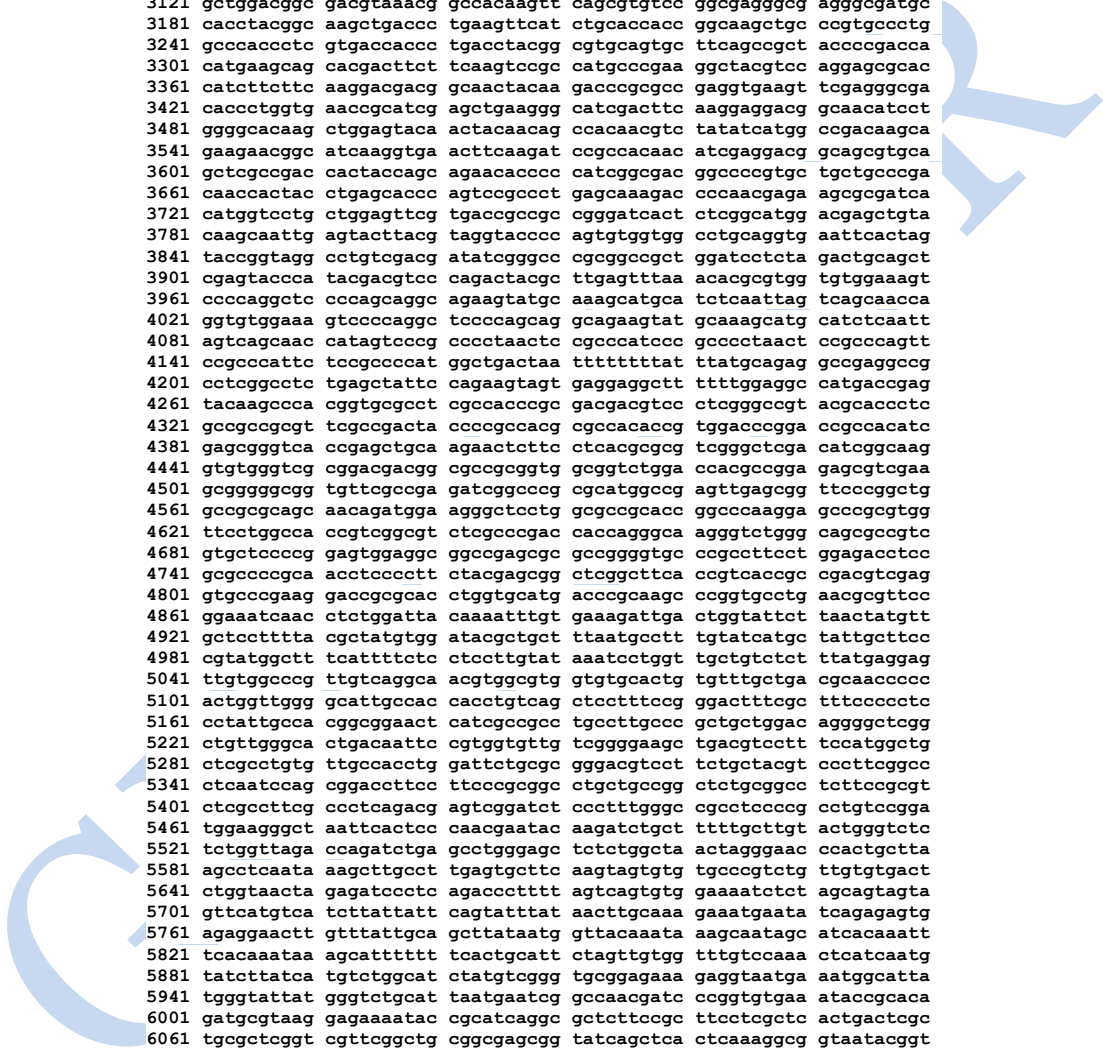 3121 gctggacggc gacgtaaacg gccacaagtt cagcgtgtcc ggcgagggcg agggcgatgc
3181 cacctacggc aagctgaccc tgaagttcat ctgcaccacc ggcaagctgc ccgtgccctg
3241 gcccaccctc gtgaccaccc tgacctacgg cgtgcagtgc ttcagccgct accccgacca
3301 catgaagcag cacgacttct tcaagtccgc catgcccgaa ggctacgtcc aggagcgcac
3361 catcttcttc aaggacgacg gcaactacaa gacccgcgcc gaggtgaagt tcgagggcga
3421 caccctggtg aaccgcatcg agctgaaggg catcgacttc aaggaggacg gcaacatcct
3481 ggggcacaag ctggagtaca actacaacag ccacaacgtc tatatcatgg ccgacaagca
3541 gaagaacggc atcaaggtga acttcaagat ccgccacaac atcgaggacg gcagcgtgca
3601 gctcgccgac cactaccagc agaacacccc catcggcgac ggccccgtgc tgctgcccga
3661 caaccactac ctgagcaccc agtccgccct gagcaaagac cccaacgaga agcgcgatca
3721 catggtcctg ctggagttcg tgaccgccgc cgggatcact ctcggcatgg acgagctgta
3781 caagcaattg agtacttacg taggtacccc agtgtggtgg cctgcaggtg aattcactag
3841 taccggtagg cctgtcgacg atatcgggcc cgcggccgct ggatcctcta gactgcagct
3901 cgagtaccca tacgacgtcc cagactacgc ttgagtttaa acacgcgtgg tgtggaaagt
3961 ccccaggctc cccagcaggc agaagtatgc aaagcatgca tctcaattag tcagcaacca
4021 ggtgtggaaa gtccccaggc tccccagcag gcagaagtat gcaaagcatg catctcaatt
4081 agtcagcaac catagtcccg cccctaactc cgcccatccc gcccctaact ccgcccagtt
4141 ccgcccattc tccgccccat ggctgactaa ttttttttat ttatgcagag gccgaggccg
4201 cctcggcctc tgagctattc cagaagtagt gaggaggctt ttttggaggc catgaccgag
4261 tacaagccca cggtgcgcct cgccacccgc gacgacgtcc ctcgggccgt acgcaccctc
4321 gccgccgcgt tcgccgacta ccccgccacg cgccacaccg tggacccgga ccgccacatc
4381 gagcgggtca ccgagctgca agaactcttc ctcacgcgcg tcgggctcga catcggcaag
4441 gtgtgggtcg cggacgacgg cgccgcggtg gcggtctgga ccacgccgga gagcgtcgaa
4501 gcgggggcgg tgttcgccga gatcggcccg cgcatggccg agttgagcgg ttcccggctg
4561 gccgcgcagc aacagatgga agggctcctg gcgccgcacc ggcccaagga gcccgcgtgg
4621 ttcctggcca ccgtcggcgt ctcgcccgac caccagggca agggtctggg cagcgccgtc
4681 gtgctccccg gagtggaggc ggccgagcgc gccggggtgc ccgccttcct ggagacctcc
4741 gcgccccgca acctcccctt ctacgagcgg ctcggcttca ccgtcaccgc cgacgtcgag
4801 gtgcccgaag gaccgcgcac ctggtgcatg acccgcaagc ccggtgcctg aacgcgttcc
4861 ggaaatcaac ctctggatta caaaatttgt gaaagattga ctggtattct taactatgtt
4921 gctcctttta cgctatgtgg atacgctgct ttaatgcctt tgtatcatgc tattgcttcc
4981 cgtatggctt tcattttctc ctccttgtat aaatcctggt tgctgtctct ttatgaggag
5041 ttgtggcccg ttgtcaggca acgtggcgtg gtgtgcactg tgtttgctga cgcaaccccc
5101 actggttggg gcattgccac cacctgtcag ctcctttccg ggactttcgc tttccccctc
5161 cctattgcca cggcggaact catcgccgcc tgccttgccc gctgctggac aggggctcgg
5221 ctgttgggca ctgacaattc cgtggtgttg tcggggaagc tgacgtcctt tccatggctg
5281 ctcgcctgtg ttgccacctg gattctgcgc gggacgtcct tctgctacgt cccttcggcc
5341 ctcaatccag cggaccttcc ttcccgcggc ctgctgccgg ctctgcggcc tcttccgcgt
5401 ctcgccttcg ccctcagacg agtcggatct ccctttgggc cgcctccccg cctgtccgga
5461 tggaagggct aattcactcc caacgaatac aagatctgct ttttgcttgt actgggtctc
5521 tctggttaga ccagatctga gcctgggagc tctctggcta actagggaac ccactgctta
5581 agcctcaata aagcttgcct tgagtgcttc aagtagtgtg tgcccgtctg ttgtgtgact
5641 ctggtaacta gagatccctc agaccctttt agtcagtgtg gaaaatctct agcagtagta
5701 gttcatgtca tcttattatt cagtatttat aacttgcaaa gaaatgaata tcagagagtg
5761 agaggaactt gtttattgca gcttataatg gttacaaata aagcaatagc atcacaaatt
5821 tcacaaataa agcatttttt tcactgcatt ctagttgtgg tttgtccaaa ctcatcaatg
5881 tatcttatca tgtctggcat ctatgtcggg tgcggagaaa gaggtaatga aatggcatta
5941 tgggtattat gggtctgcat taatgaatcg gccaacgatc ccggtgtgaa ataccgcaca
6001 gatgcgtaag gagaaaatac cgcatcaggc gctcttccgc ttcctcgctc actgactcgc
6061 tgcgctcggt cgttcggctg cggcgagcgg tatcagctca ctcaaaggcg gtaatacggt